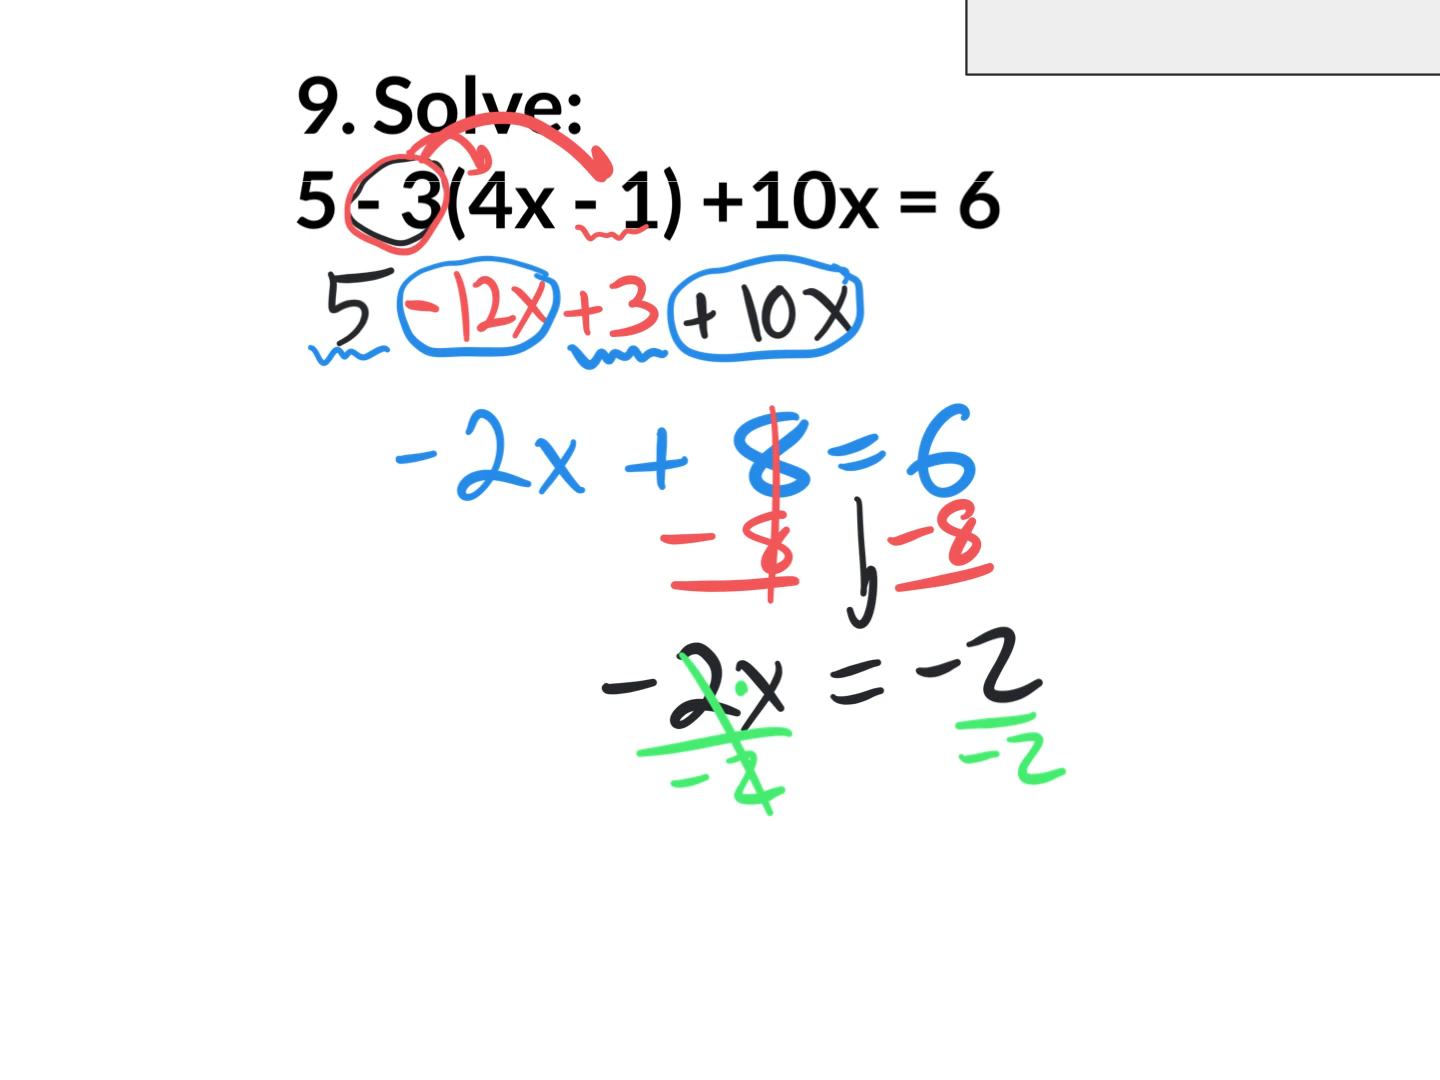 9. Solve:
5 - 3(4x - 1) +10x = 6
5 -12x +3 + 10x
-2x + 8 = 6
- 8 -8
-2·x = -2
-2 -2